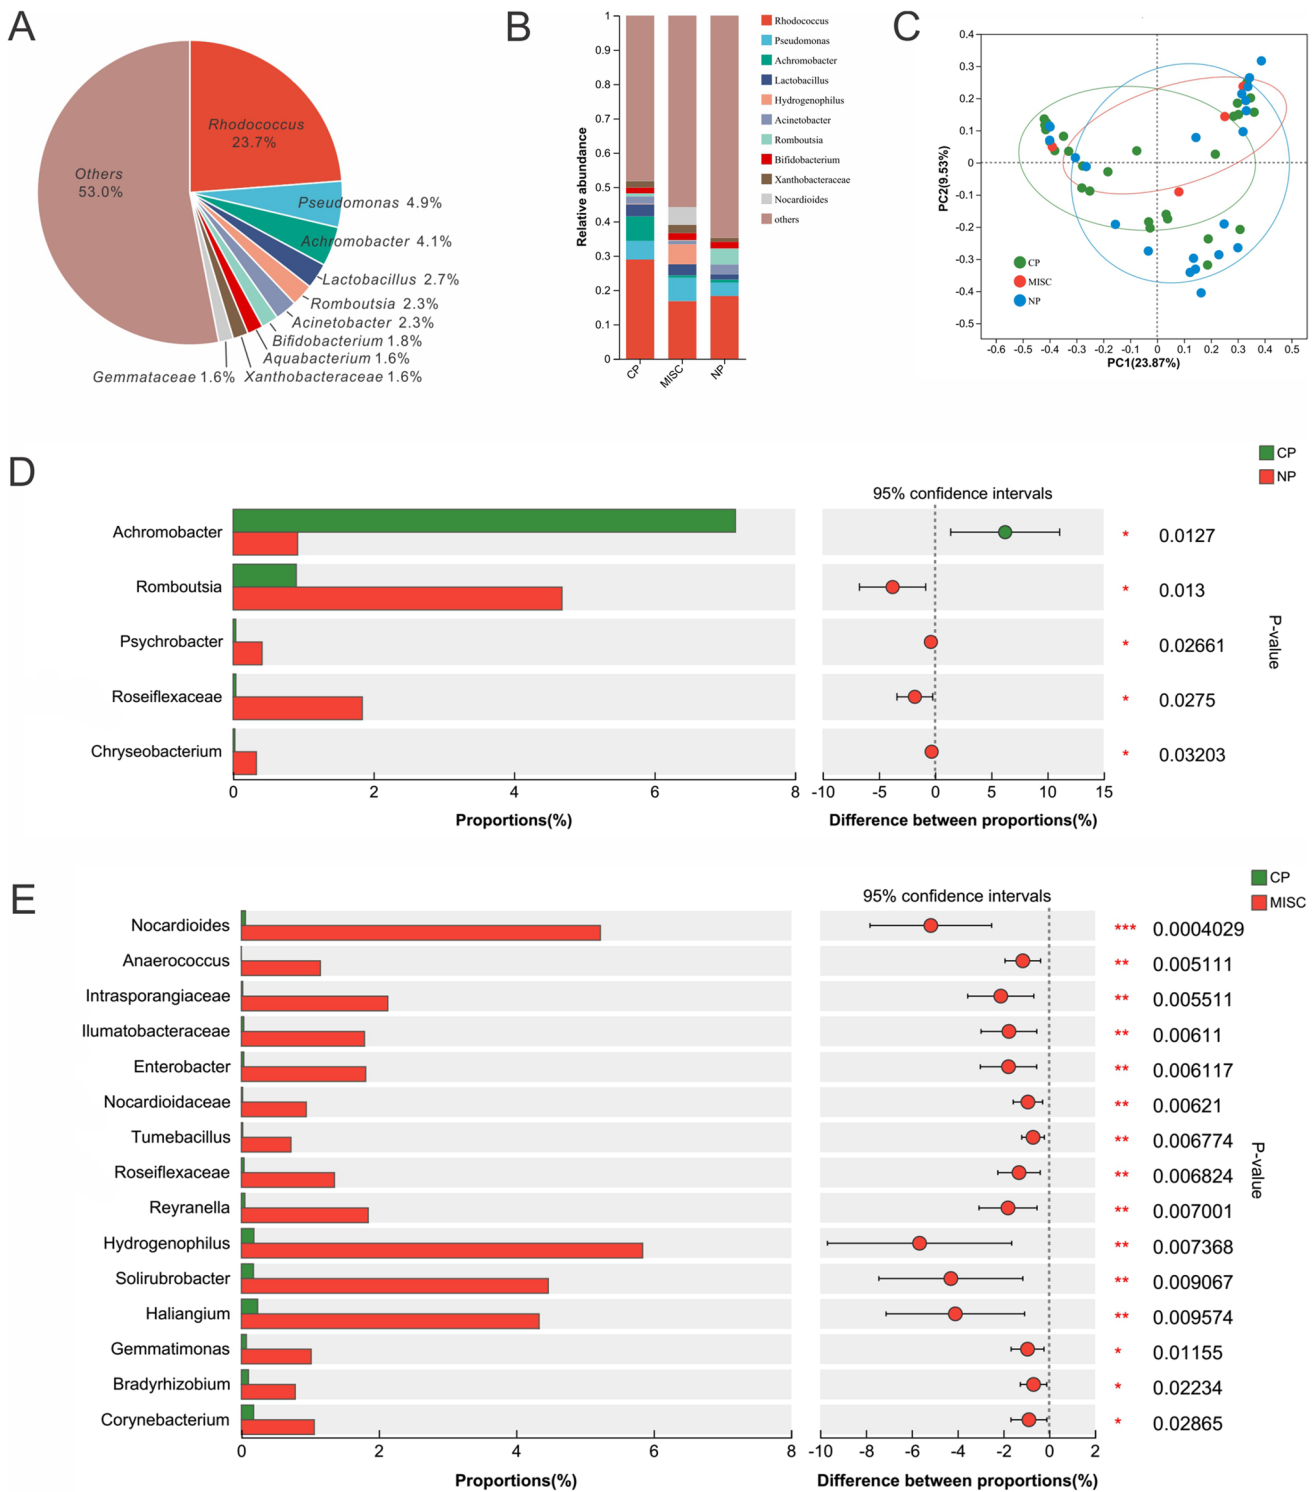 A
Rhodococcus
23.7%
Others
53.0%
Pseudomonas 4.9%
Achromobacter 4.1%
Lactobacillus 2.7%
Romboutsia 2.3%
Acinetobacter 2.3%
Bifidobacterium 1.8%
Aquabacterium 1.6%
Gemmataceae 1.6%
Xanthobacteraceae 1.6%
B
Relative abundance
1
0.9
0.8
0.7
0.6
0.5
0.4
0.3
0.2
0.1
0
CP
MISC
NP
Rhodococcus
Pseudomonas
Achromobacter
Lactobacillus
Hydrogenophilus
Acinetobacter
Romboutsia
Bifidobacterium
Xanthobacteraceae
Nocardioides
others
C
PC2(9.53%)
0.4
0.3
0.2
0.1
0
-0.1
-0.2
-0.3
-0.4
-0.5
CP
MISC
NP
-0.6 -0.5 -0.4 -0.3 -0.2 -0.1 0 0.1 0.2 0.3 0.4 0.5
PC1(23.87%)
D
CP
NP
95% confidence intervals
Achromobacter * 0.0127
Romboutsia * 0.013
Psychrobacter * 0.02661
Roseiflexaceae * 0.0275
Chryseobacterium * 0.03203
P-value
0 2 4 6 8 -10 -5 0 5 10 15
Proportions(%) Difference between proportions(%)
E
CP
MISC
95% confidence intervals
Nocardioides *** 0.0004029
Anaerococcus ** 0.005111
Intrasporangiaceae ** 0.005511
Ilumatobacteraceae ** 0.00611
Enterobacter ** 0.006117
Nocardioidaceae ** 0.00621
Tumebacillus ** 0.006774
Roseiflexaceae ** 0.006824
Reyranella ** 0.007001
Hydrogenophilus ** 0.007368
Solirubrobacter ** 0.009067
Haliangium ** 0.009574
Gemmatimonas * 0.01155
Bradyrhizobium * 0.02234
Corynebacterium * 0.02865
P-value
0 2 4 6 8 -10 -8 -6 -4 -2 0 2
Proportions(%) Difference between proportions(%)